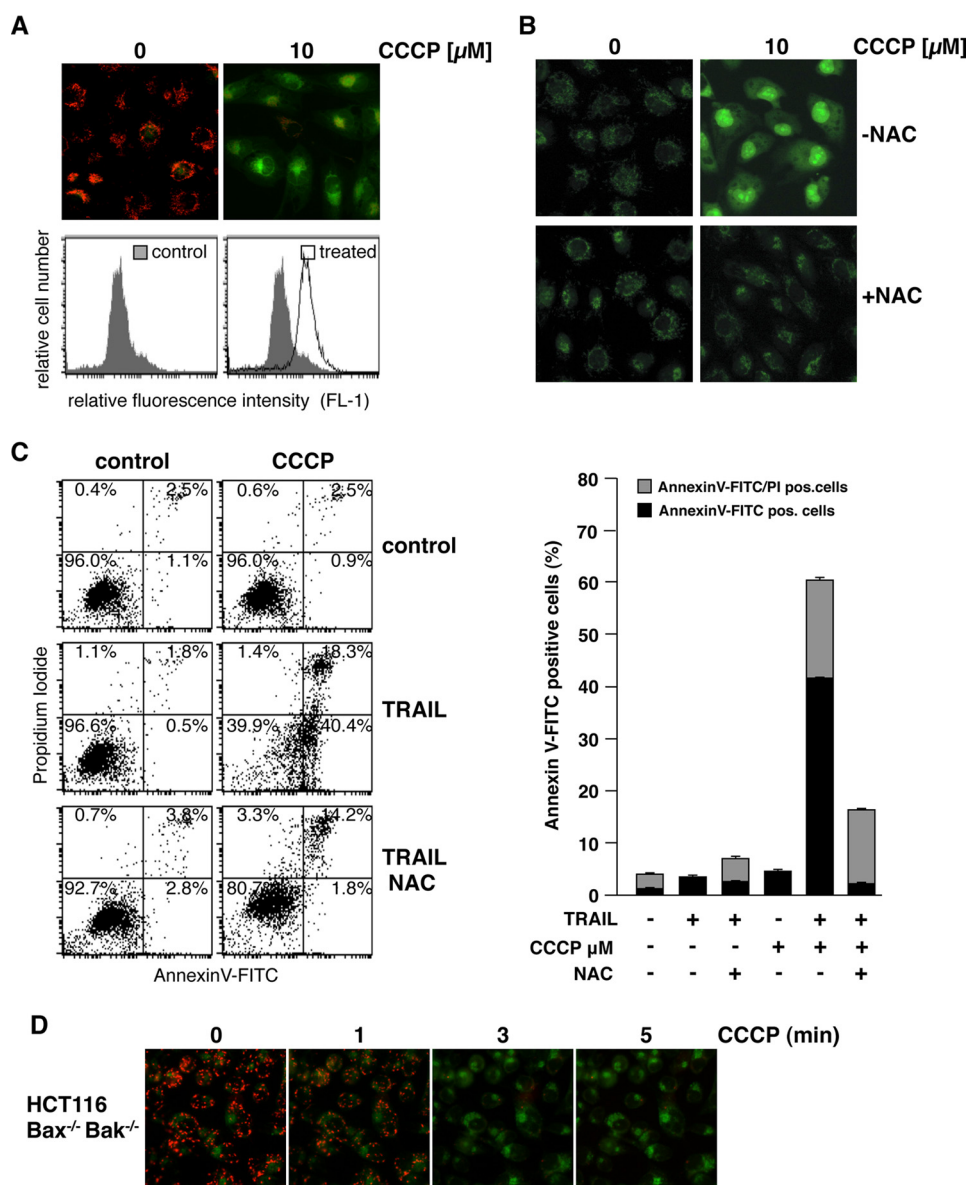 A
0 10 CCCP [µM]
control
treated
relative cell number
relative fluorescence intensity (FL-1)
B
0 10 CCCP [µM]
-NAC
+NAC
C
control CCCP
0.4% 2.5% 0.6% 2.5%
96.0% 1.1% 96.0% 0.9%
control
1.1% 1.8% 1.4% 18.3%
96.6% 0.5% 39.9% 40.4%
TRAIL
0.7% 3.8% 3.3% 14.2%
92.7% 2.8% 80.7% 1.8%
TRAIL
NAC
Propidium Iodide
AnnexinV-FITC
Annexin V-FITC positive cells (%)
80
70
60
50
40
30
20
10
0
AnnexinV-FITC/PI pos.cells
AnnexinV-FITC pos. cells
TRAIL - + + - + +
CCCP µM - - - + + +
NAC - - + - - +
D
0 1 3 5 CCCP (min)
HCT116
Bax-/- Bak-/-